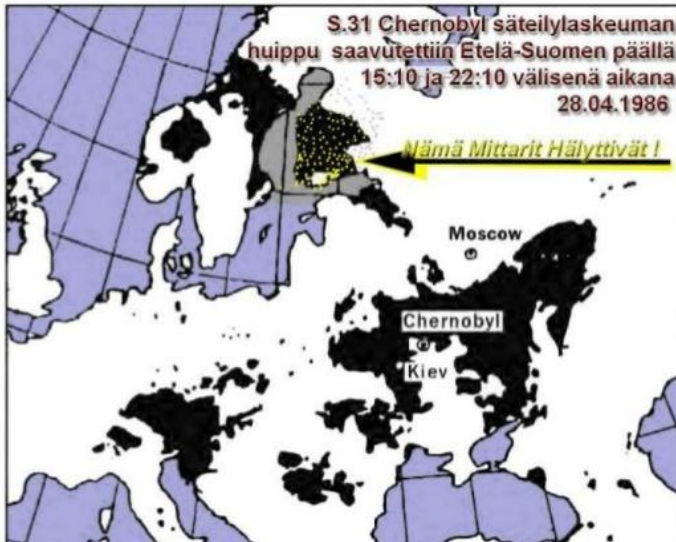 S.31 Chernobyl säteilylaskeuman
huippu saavutettiin Etelä-Suomen päällä
15:10 ja 22:10 välisenä aikana
28.04.1986
Nämä Mittarit Hälyttivät !
Moscow
Chernobyl
Kiev